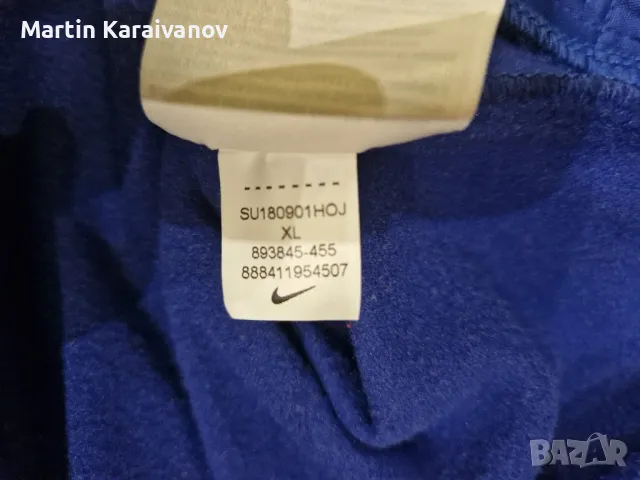 Martin Karaivanov
SU180901HOJ
XL
893845-455
888411954507
BAZAR